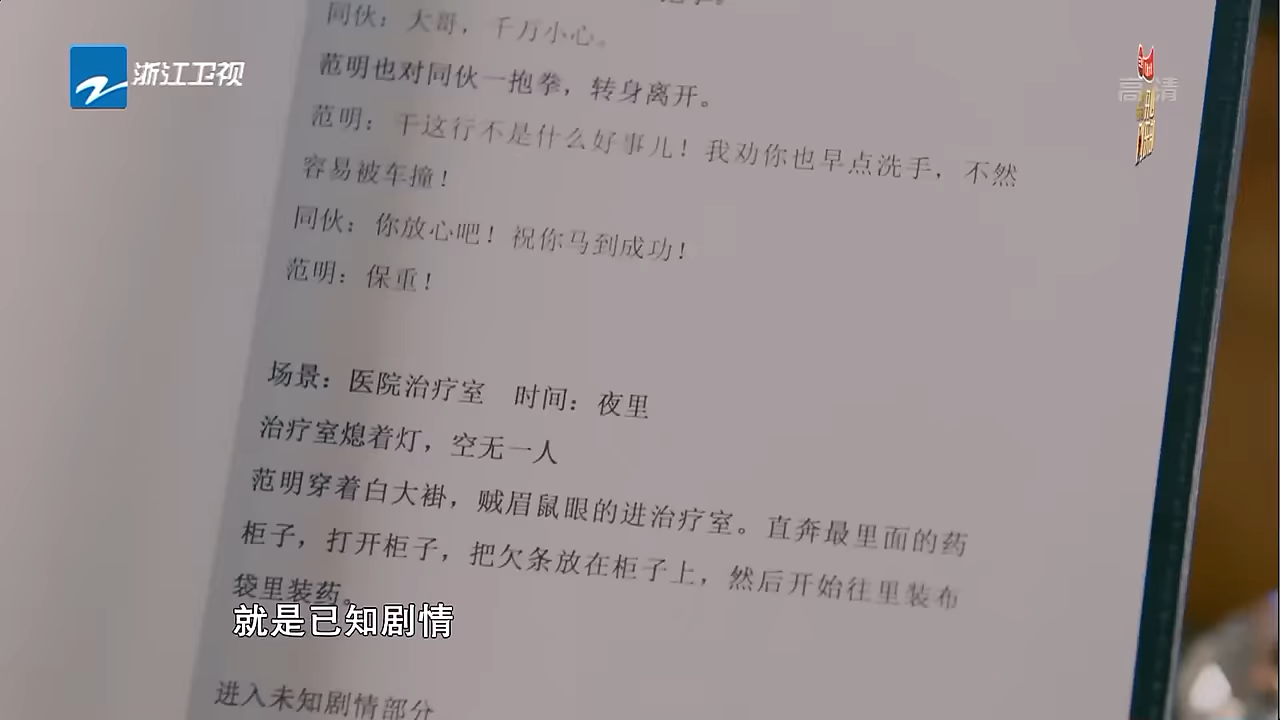 浙江卫视
高清
同伙：大哥，千万小心。
范明也对同伙一抱拳，转身离开。
范明：干这行不是什么好事儿！我劝你也早点洗手，不然
容易被车撞！
同伙：你放心吧！祝你马到成功！
范明：保重！
场景：医院治疗室 时间：夜里
治疗室熄着灯，空无一人
范明穿着白大褂，贼眉鼠眼的进治疗室。直奔最里面的药
柜子，打开柜子，把欠条放在柜子上，然后开始往里装布
袋里装药。
就是已知剧情
进入未知剧情部分